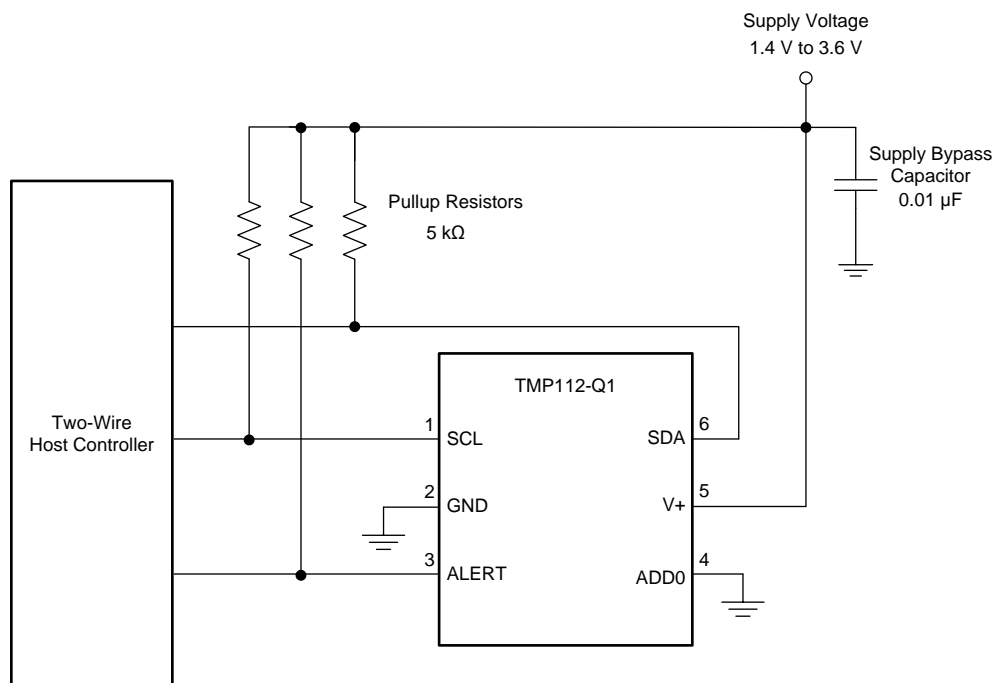 Supply Voltage
1.4 V to 3.6 V
Supply Bypass
Capacitor
0.01 µF
Pullup Resistors
5 kΩ
Two-Wire
Host Controller
TMP112-Q1
1
SCL
2
GND
3
ALERT
6
SDA
5
V+
4
ADD0